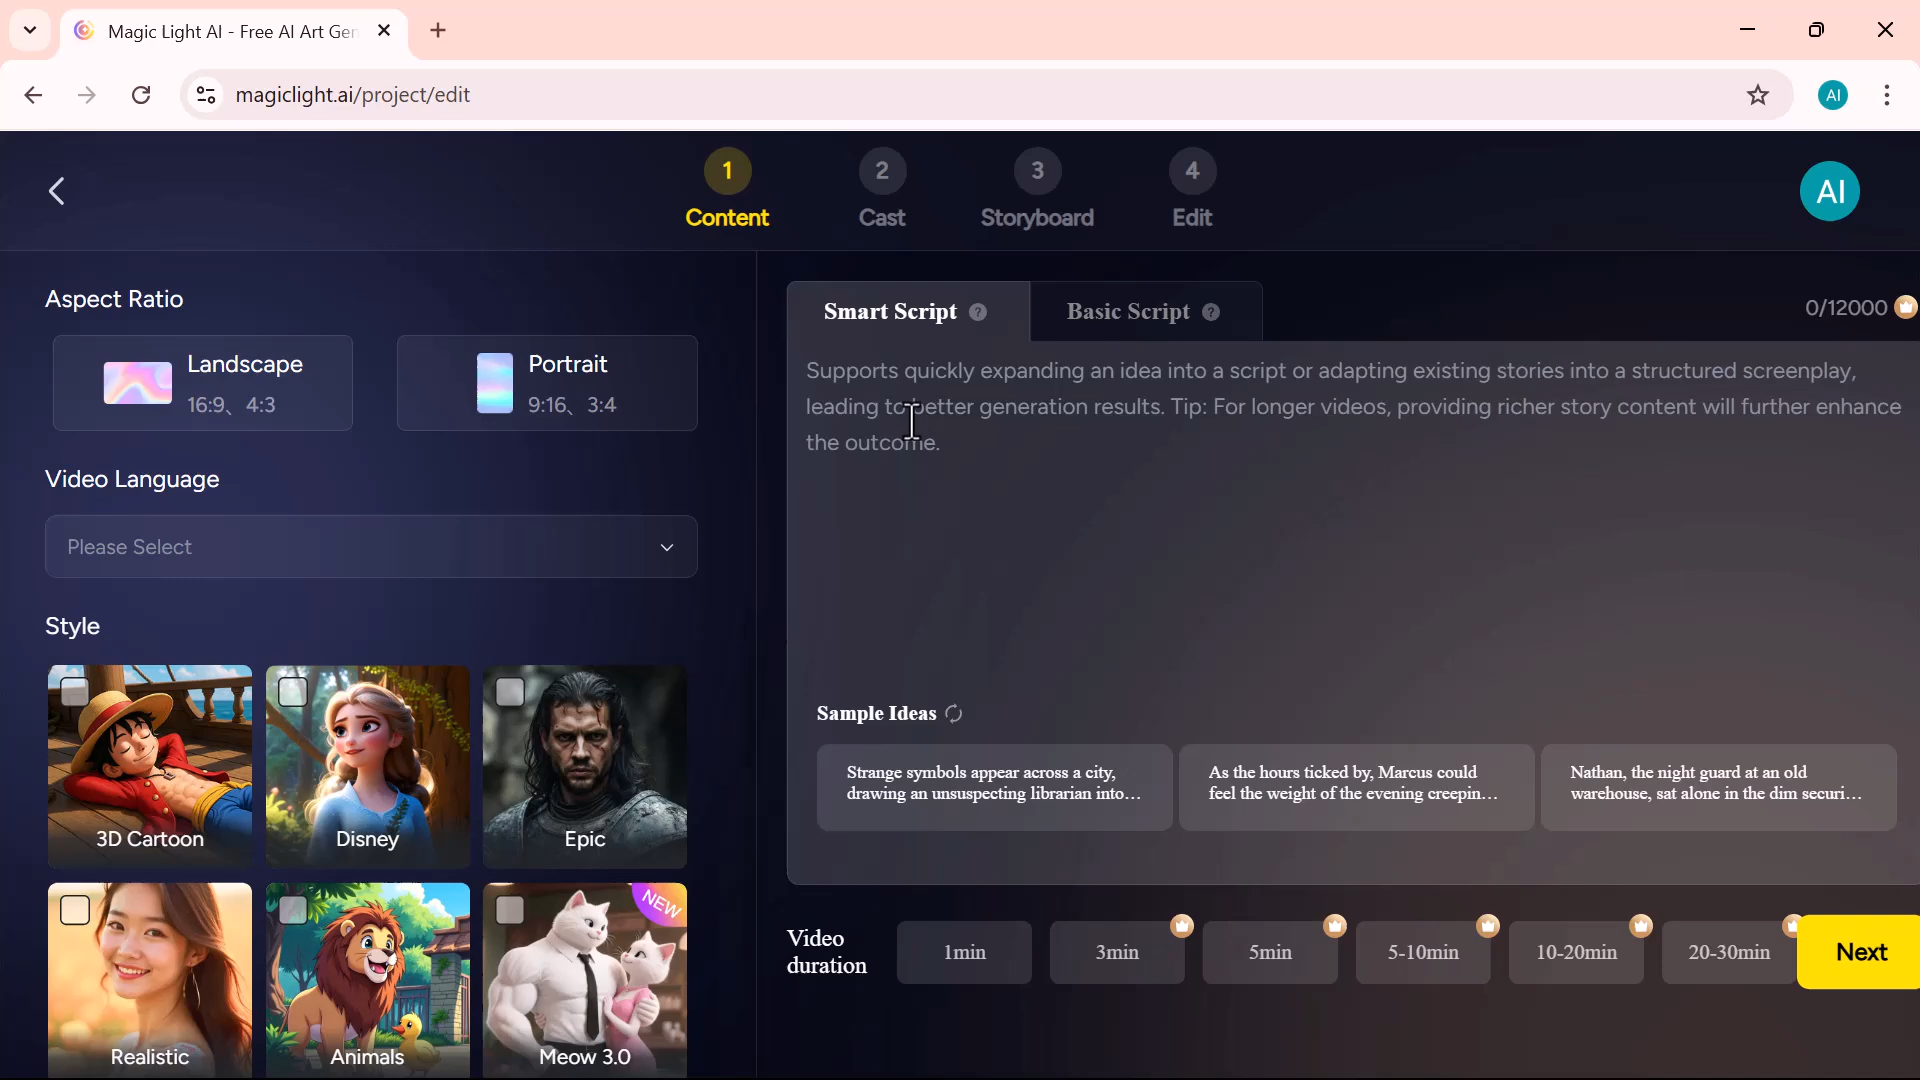 Magic Light AI - Free AI Art Gen
magiclight.ai/project/edit
AI
1
Content
2
Cast
3
Storyboard
4
Edit
AI
Aspect Ratio
Landscape
16:9、4:3
Portrait
9:16、3:4
Video Language
Please Select
Style
3D Cartoon
Disney
Epic
Realistic
Animals
NEW
Meow 3.0
Smart Script ?
Basic Script ?
0/12000
Supports quickly expanding an idea into a script or adapting existing stories into a structured screenplay,
leading to better generation results. Tip: For longer videos, providing richer story content will further enhance
the outcome.
Sample Ideas
Strange symbols appear across a city,
drawing an unsuspecting librarian into...
As the hours ticked by, Marcus could
feel the weight of the evening creepin...
Nathan, the night guard at an old
warehouse, sat alone in the dim securi...
Video
duration
1min
3min
5min
5-10min
10-20min
20-30min
Next